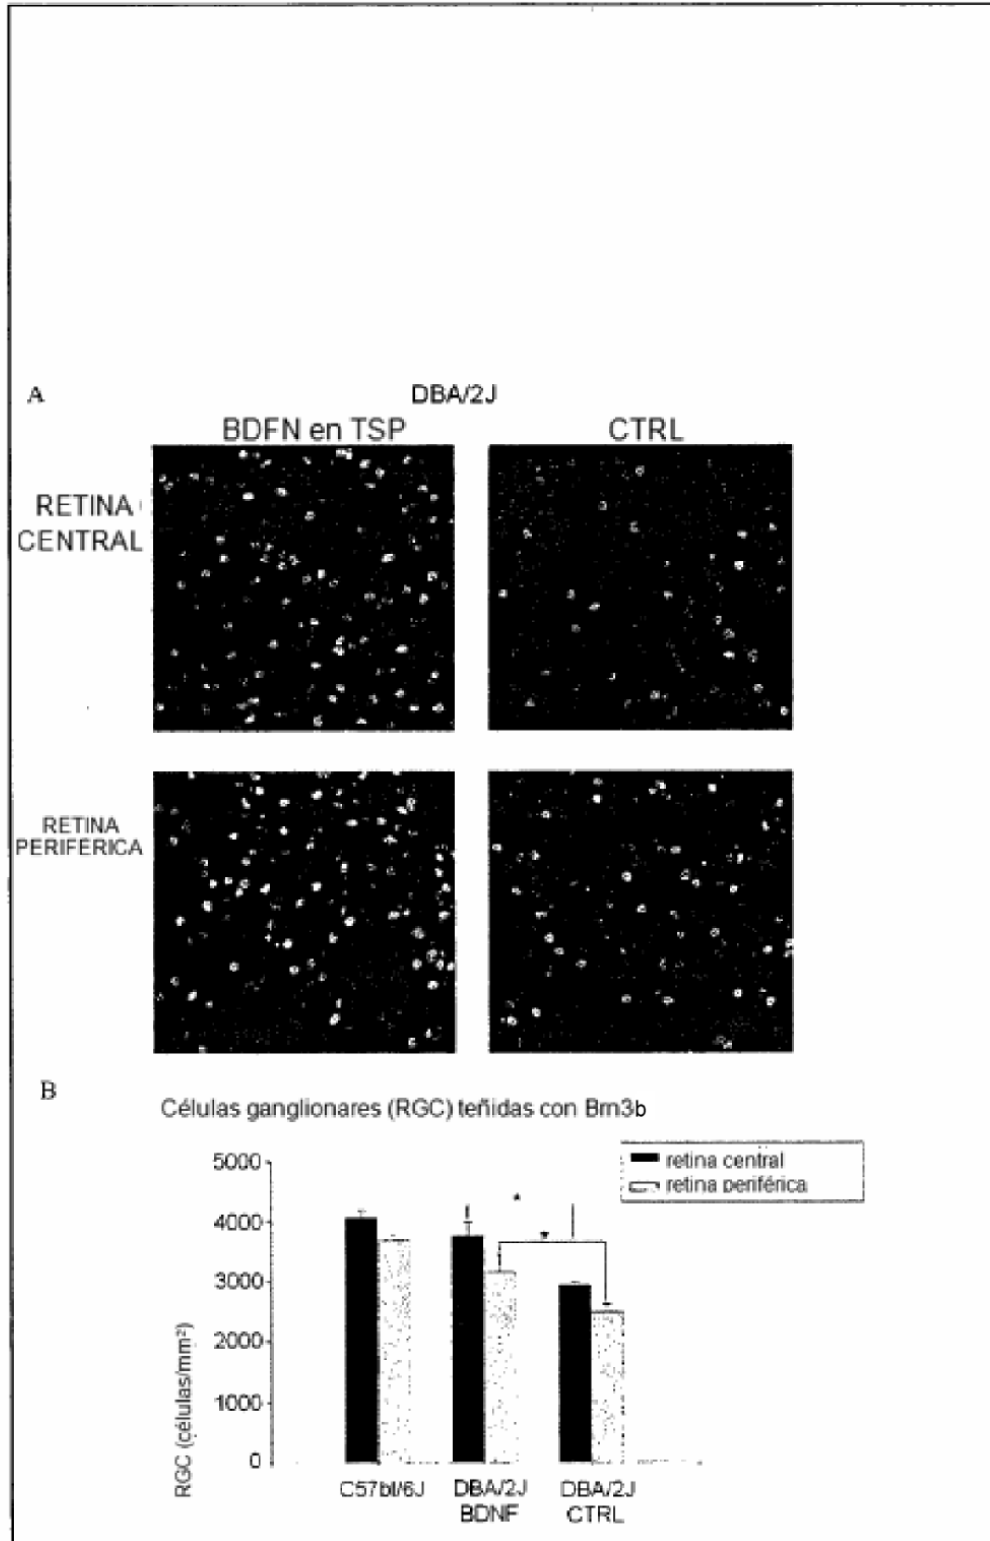 A
DBA/2J
BDFN en TSP
CTRL
RETINA
CENTRAL
RETINA
PERIFERICA
B
Células ganglionares (RGC) teñidas con Brn3b
retina central
retina periférica
RGC (células/mm²)
5000
4000
3000
2000
1000
0
*
*
C57bl/6J
DBA/2J
BDNF
DBA/2J
CTRL